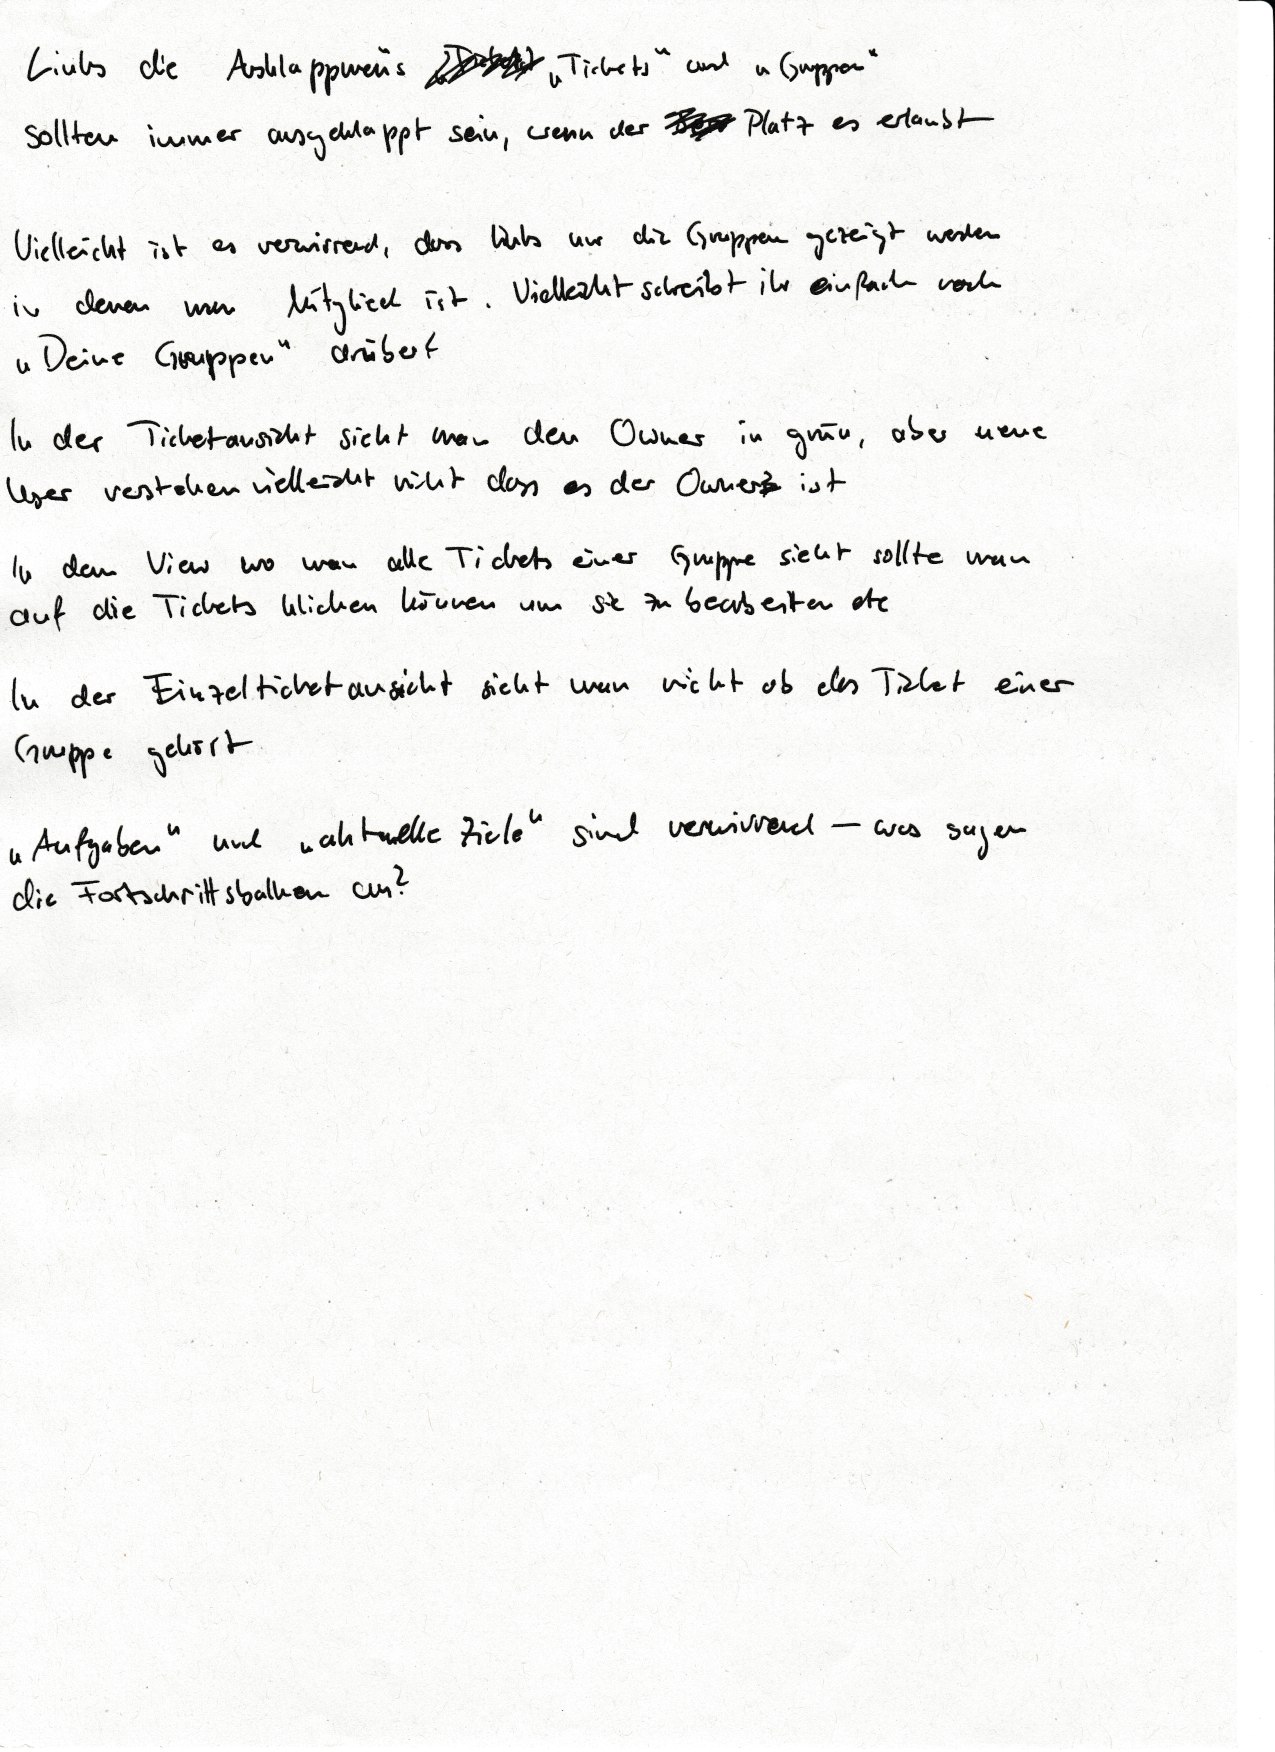 Links die Ausklappmenüs „Tickets“ und „Gruppen“
sollten immer ausgeklappt sein, wenn der Platz es erlaubt
Vielleicht ist es verwirrend, dass links nur die Gruppen gezeigt werden
in denen man Mitglied ist. Vielleicht schreibt ihr einfach noch
„Deine Gruppen“ drüber?
In der Ticketansicht sieht man den Owner in grün, aber neue
User verstehen vielleicht nicht dass es der Owner ist
In dem View wo man alle Tickets einer Gruppe sieht sollte man
auf die Tickets klicken können um sie zu bearbeiten etc
In der Einzelticketansicht sieht man nicht ob das Ticket einer
Gruppe gehört
„Aufgaben“ und „aktuelle Ziele“ sind verwirrend – was sagen
die Fortschrittsbalken aus?